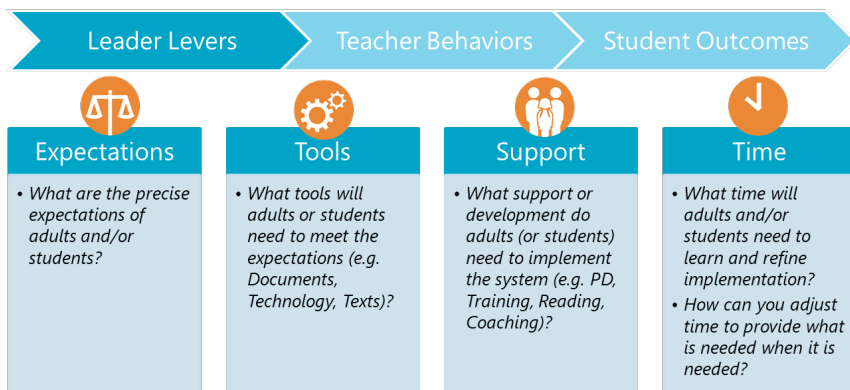 Leader Levers
Teacher Behaviors
Student Outcomes
Expectations
• What are the precise
expectations of
adults and/or
students?
Tools
• What tools will
adults or students
need to meet the
expectations (e.g.
Documents,
Technology, Texts)?
Support
• What support or
development do
adults (or students)
need to implement
the system (e.g. PD,
Training, Reading,
Coaching)?
Time
• What time will
adults and/or
students need to
learn and refine
implementation?
• How can you adjust
time to provide what
is needed when it is
needed?